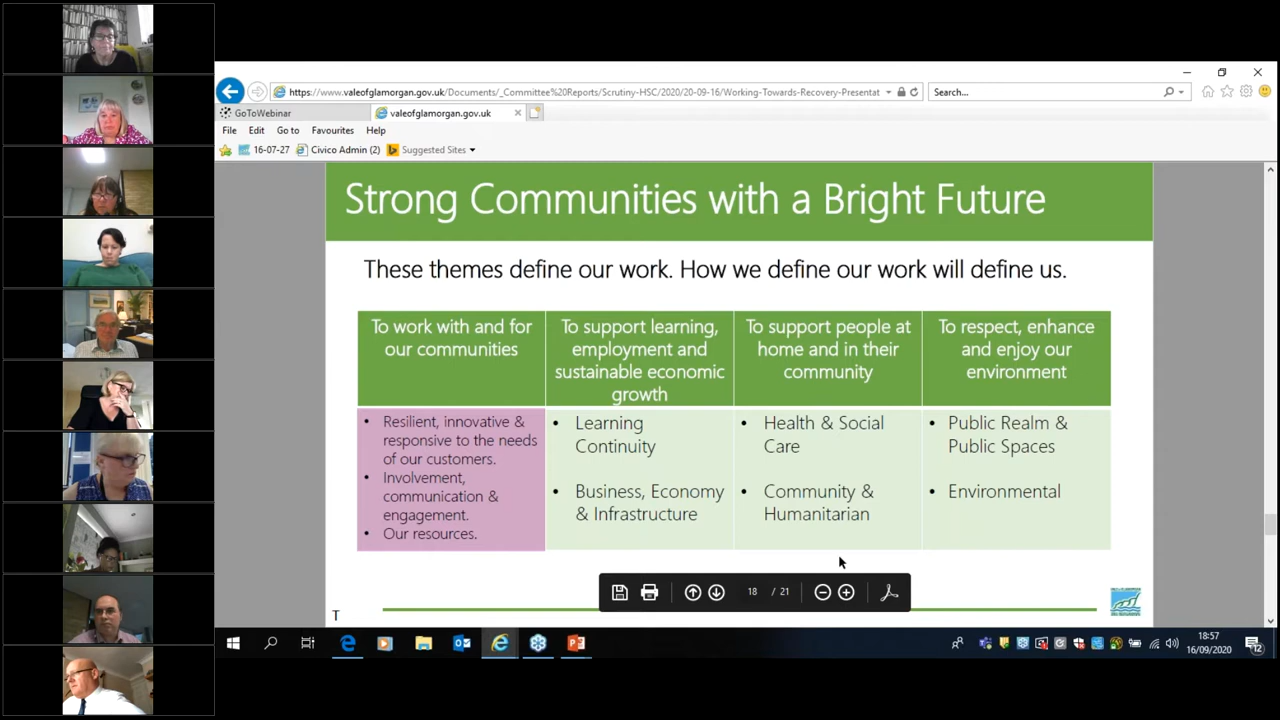 https://www.valeofglamorgan.gov.uk/Documents/_Committee%20Reports/Scrutiny-HSC/2020/20-09-16/Working-Towards-Recovery-Presentat
Search...
GoToWebinar
valeofglamorgan.gov.uk
File Edit Go to Favourites Help
16-07-27 Civico Admin (2) Suggested Sites
Strong Communities with a Bright Future
These themes define our work. How we define our work will define us.
To work with and for
our communities
To support learning,
employment and
sustainable economic
growth
To support people at
home and in their
community
To respect, enhance
and enjoy our
environment
• Resilient, innovative &
responsive to the needs
of our customers.
• Involvement,
communication &
engagement.
• Our resources.
• Learning
Continuity
• Business, Economy
& Infrastructure
• Health & Social
Care
• Community &
Humanitarian
• Public Realm &
Public Spaces
• Environmental
18 / 21
T
18:57
16/09/2020
12